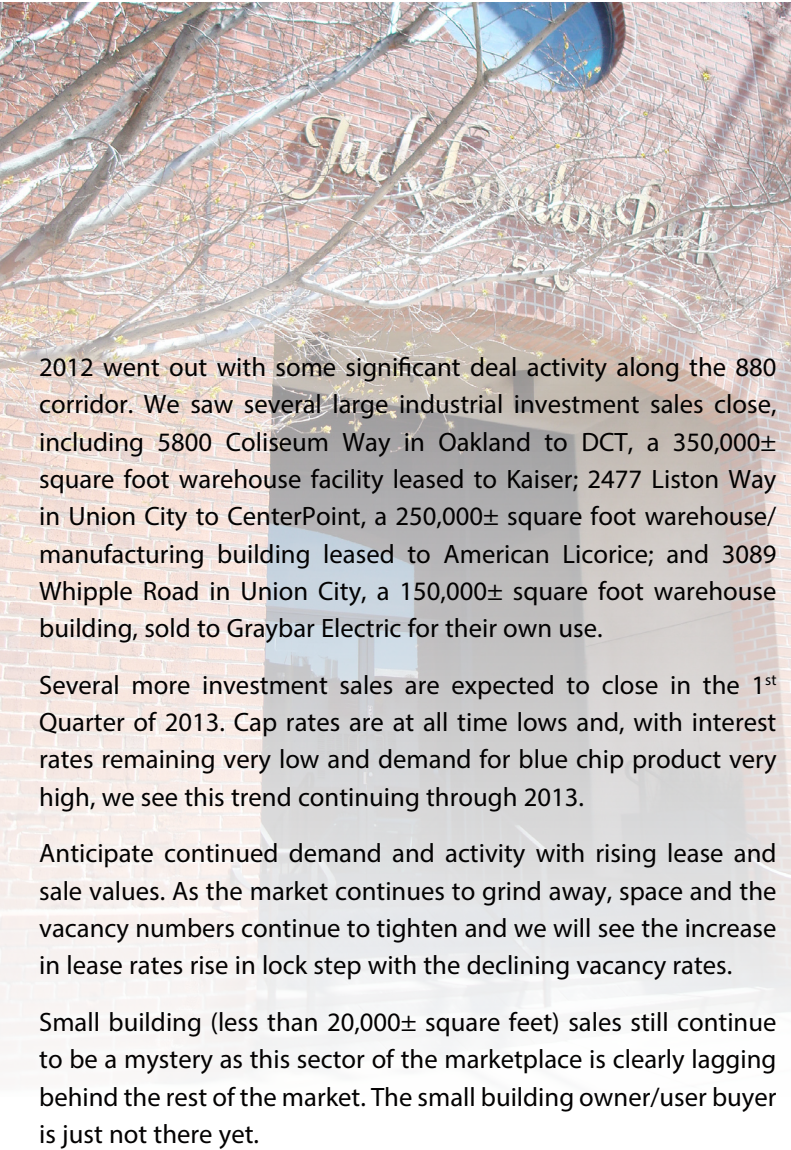 Jack London Park
520
2012 went out with some significant deal activity along the 880
corridor. We saw several large industrial investment sales close,
including 5800 Coliseum Way in Oakland to DCT, a 350,000±
square foot warehouse facility leased to Kaiser; 2477 Liston Way
in Union City to CenterPoint, a 250,000± square foot warehouse/
manufacturing building leased to American Licorice; and 3089
Whipple Road in Union City, a 150,000± square foot warehouse
building, sold to Graybar Electric for their own use.
Several more investment sales are expected to close in the 1st
Quarter of 2013. Cap rates are at all time lows and, with interest
rates remaining very low and demand for blue chip product very
high, we see this trend continuing through 2013.
Anticipate continued demand and activity with rising lease and
sale values. As the market continues to grind away, space and the
vacancy numbers continue to tighten and we will see the increase
in lease rates rise in lock step with the declining vacancy rates.
Small building (less than 20,000± square feet) sales still continue
to be a mystery as this sector of the marketplace is clearly lagging
behind the rest of the market. The small building owner/user buyer
is just not there yet.